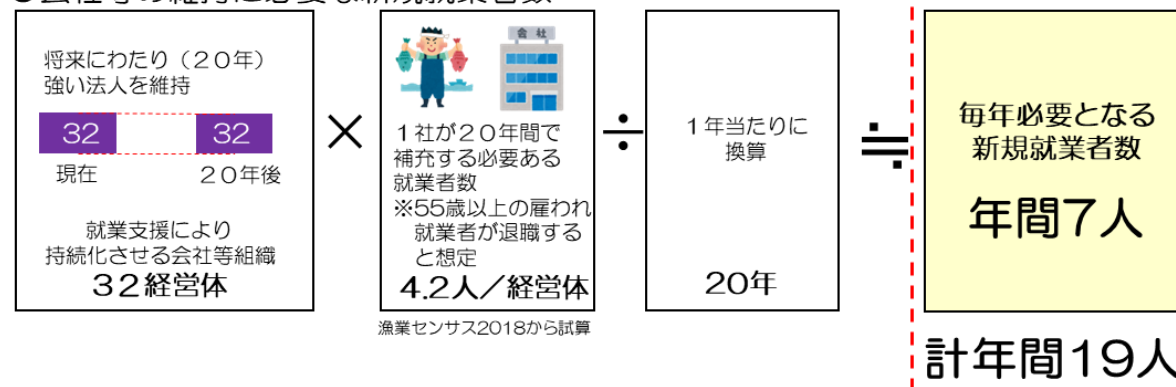 将来にわたり（２０年）
強い法人を維持
32
32
現在
２０年後
就業支援により
持続化させる会社等組織
３２経営体
×
会社
１社が２０年間で
補充する必要ある
就業者数
※55歳以上の雇われ
就業者が退職する
と想定
4.2人／経営体
漁業センサス2018から試算
÷
１年当たりに
換算
20年
≒
毎年必要となる
新規就業者数
年間7人
計年間19人